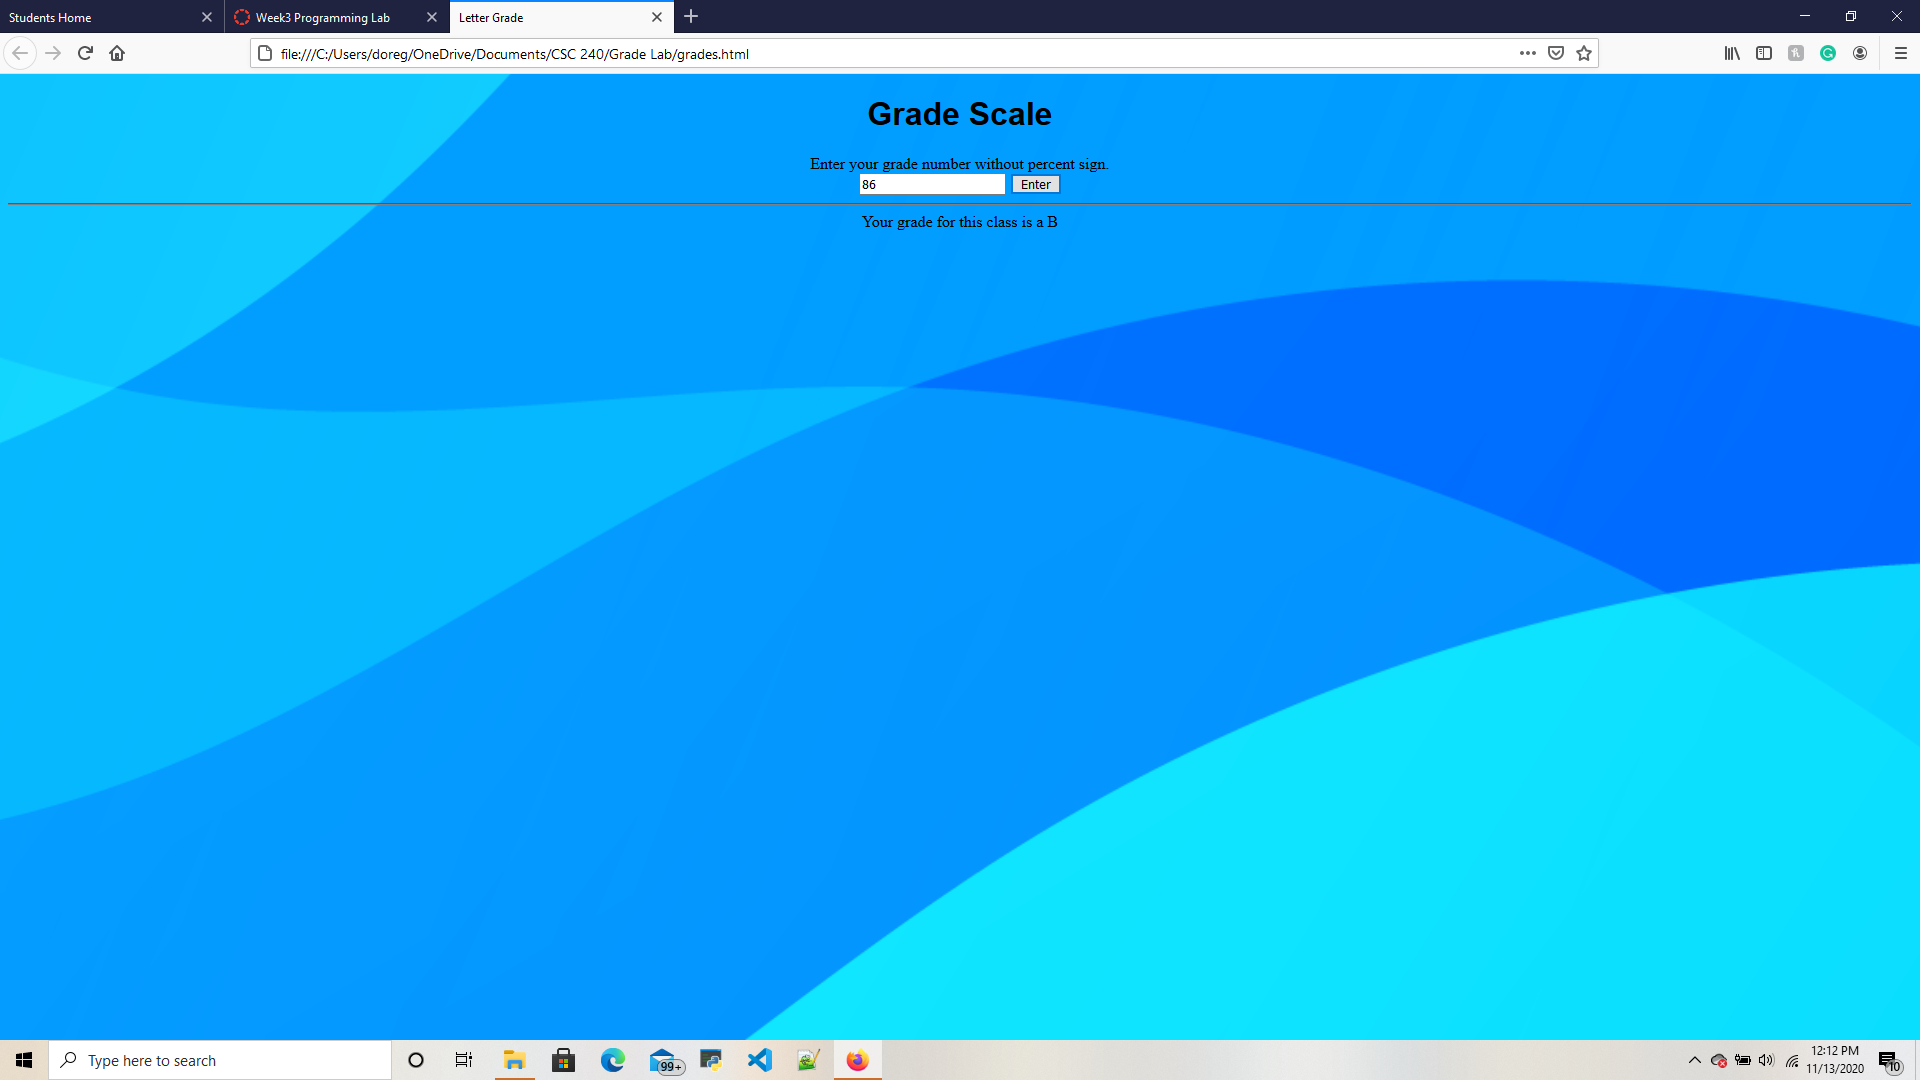 Students Home
Week3 Programming Lab
Letter Grade
file:///C:/Users/doreg/OneDrive/Documents/CSC 240/Grade Lab/grades.html
Grade Scale
Enter your grade number without percent sign.
86 Enter
Your grade for this class is a B
Type here to search
99+
12:12 PM
11/13/2020
10